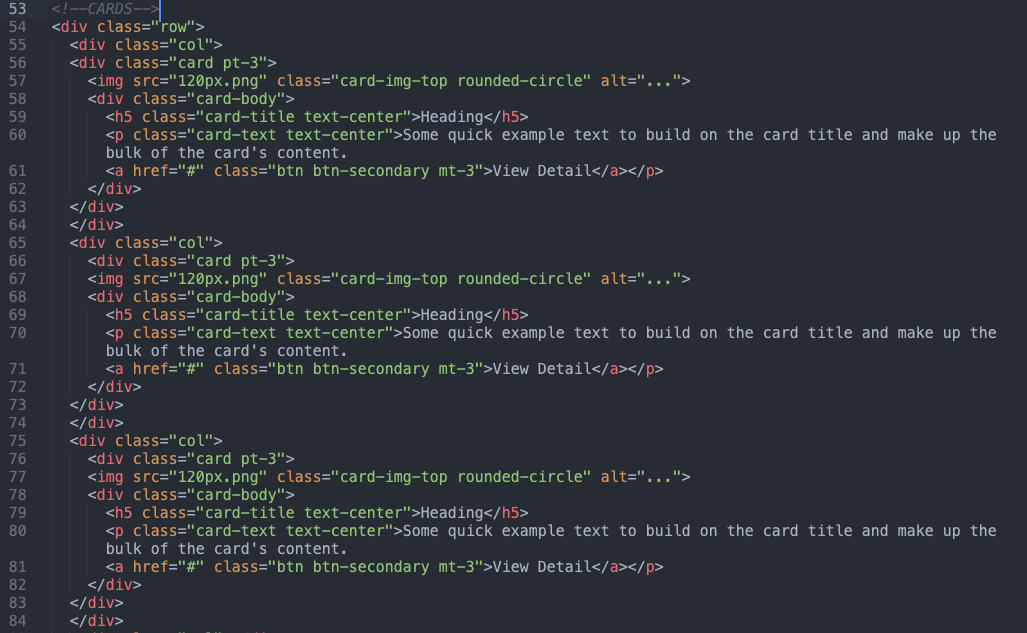 53 <!--CARDS-->
54 <div class="row">
55 <div class="col">
56 <div class="card pt-3">
57 <img src="120px.png" class="card-img-top rounded-circle" alt="...">
58 <div class="card-body">
59 <h5 class="card-title text-center">Heading</h5>
60 <p class="card-text text-center">Some quick example text to build on the card title and make up the
bulk of the card's content.
61 <a href="#" class="btn btn-secondary mt-3">View Detail</a></p>
62 </div>
63 </div>
64 </div>
65 <div class="col">
66 <div class="card pt-3">
67 <img src="120px.png" class="card-img-top rounded-circle" alt="...">
68 <div class="card-body">
69 <h5 class="card-title text-center">Heading</h5>
70 <p class="card-text text-center">Some quick example text to build on the card title and make up the
bulk of the card's content.
71 <a href="#" class="btn btn-secondary mt-3">View Detail</a></p>
72 </div>
73 </div>
74 </div>
75 <div class="col">
76 <div class="card pt-3">
77 <img src="120px.png" class="card-img-top rounded-circle" alt="...">
78 <div class="card-body">
79 <h5 class="card-title text-center">Heading</h5>
80 <p class="card-text text-center">Some quick example text to build on the card title and make up the
bulk of the card's content.
81 <a href="#" class="btn btn-secondary mt-3">View Detail</a></p>
82 </div>
83 </div>
84 </div>